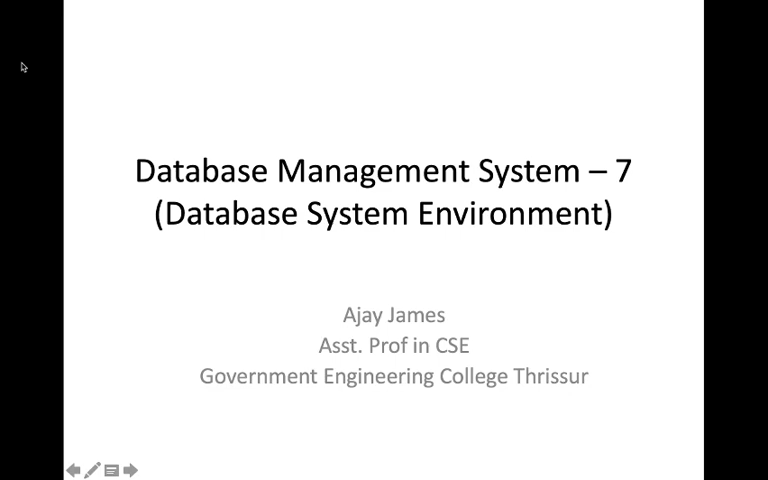 Database Management System – 7
(Database System Environment)
Ajay James
Asst. Prof in CSE
Government Engineering College Thrissur